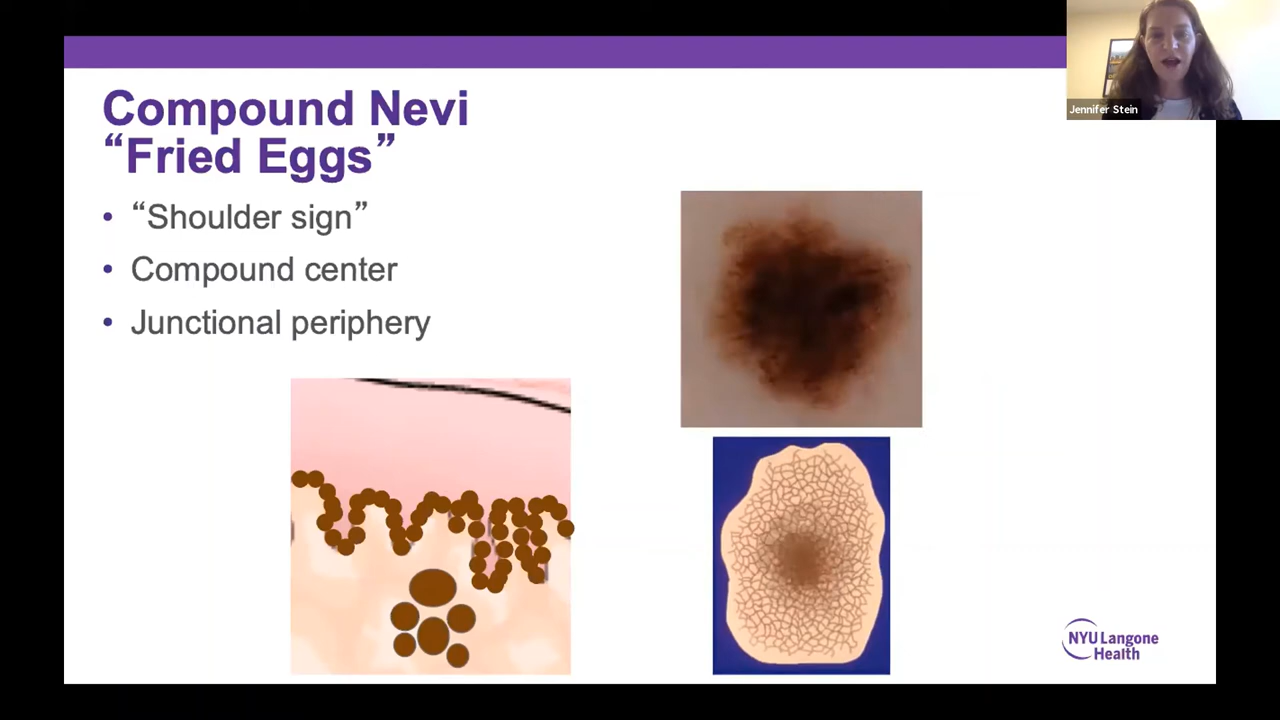 Compound Nevi
“Fried Eggs”
• “Shoulder sign”
• Compound center
• Junctional periphery
Jennifer Stein
NYU Langone
Health